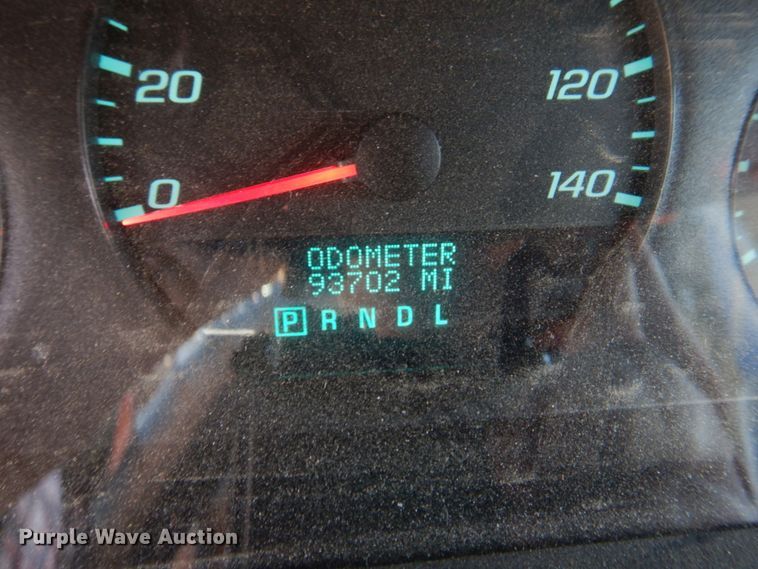 20
120
0
140
ODOMETER
93702 MI
P R N D L
Purple Wave Auction